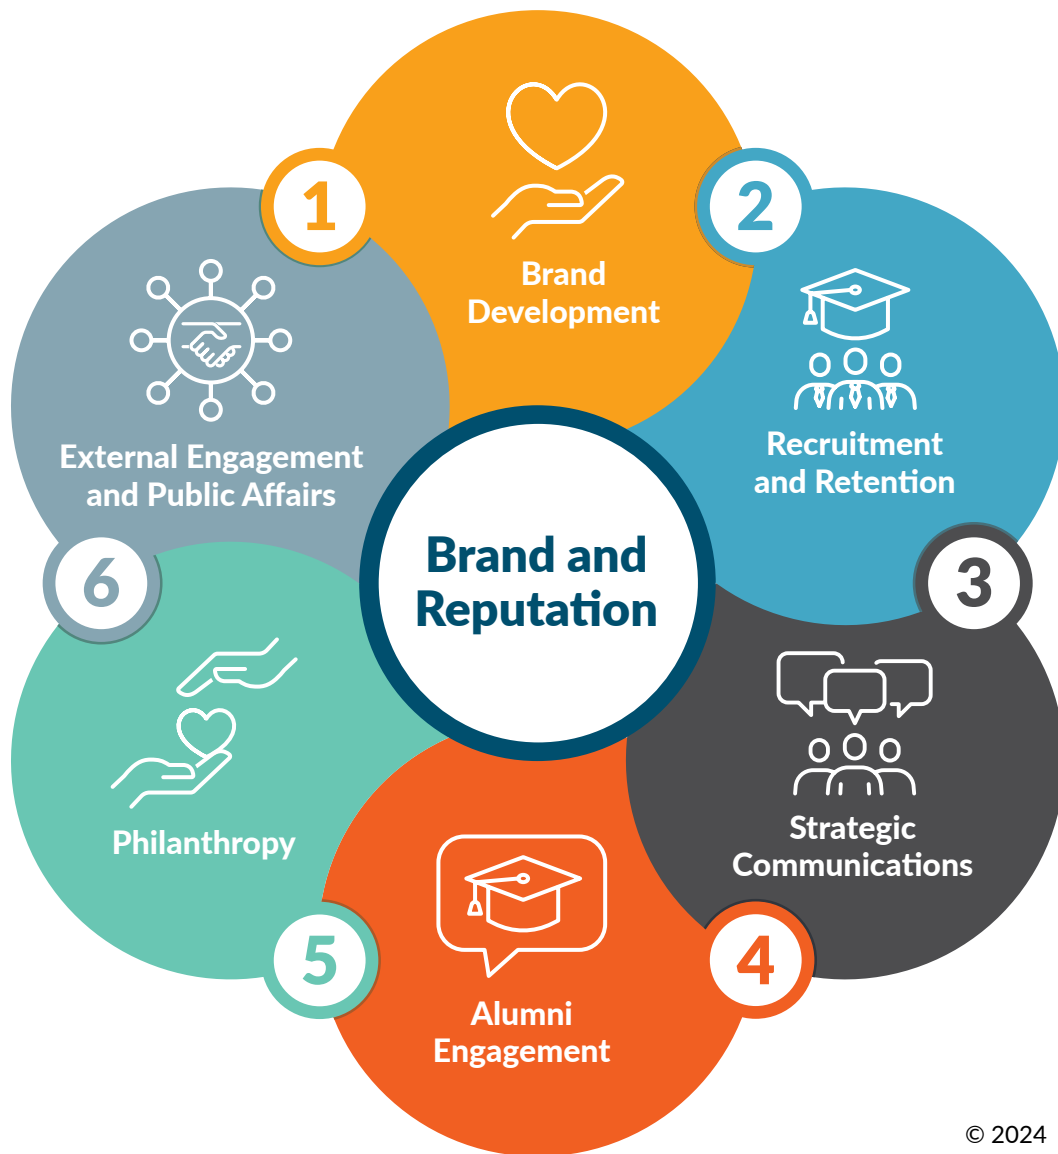 1
Brand
Development
2
Recruitment
and Retention
3
Strategic
Communications
4
Alumni
Engagement
5
Philanthropy
6
External Engagement
and Public Affairs
Brand and
Reputation
© 2024